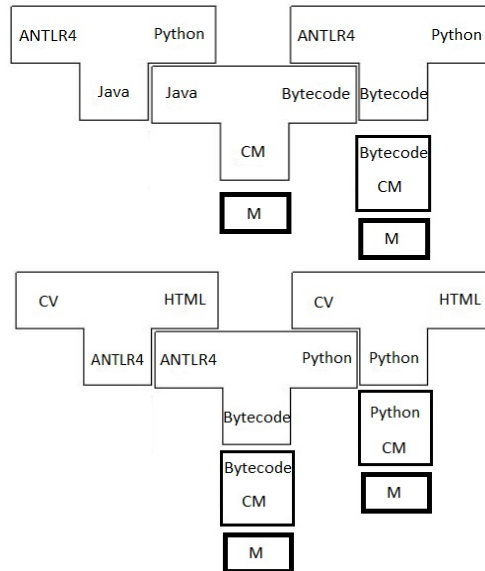 ANTLR4 Python ANTLR4 Python
Java Java Bytecode Bytecode
Bytecode
CM CM
M M
CV HTML CV HTML
ANTLR4 ANTLR4 Python Python
Bytecode Python
Bytecode CM
CM M
M